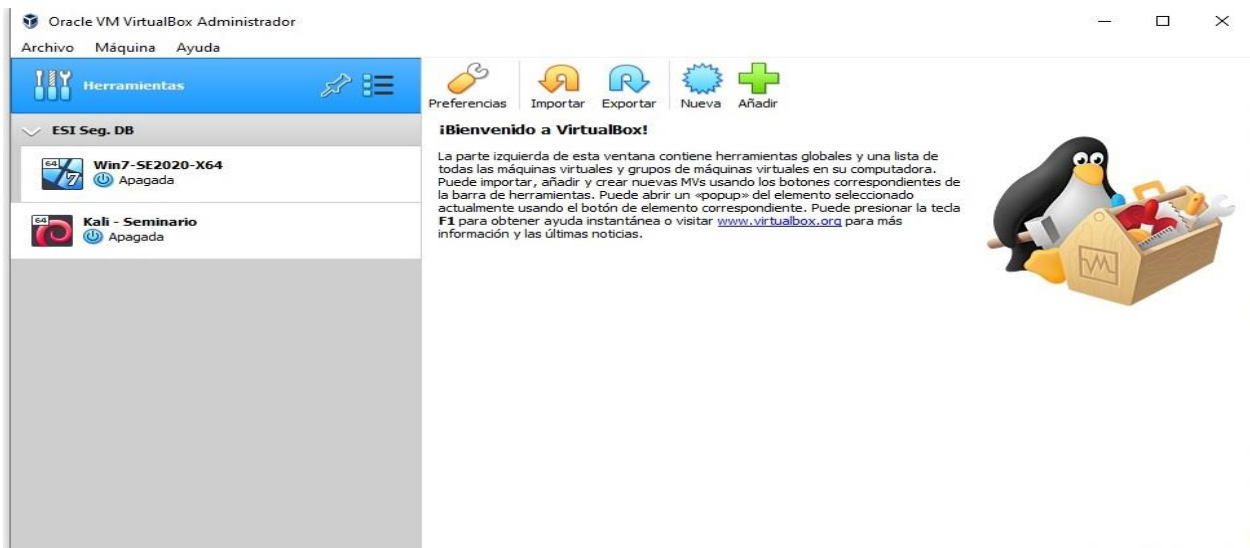 Oracle VM VirtualBox Administrador
Archivo Máquina Ayuda
Herramientas
Preferencias Importar Exportar Nueva Añadir
ESI Seg. DB
64
7
Win7-SE2020-X64
Apagada
64
Kali - Seminario
Apagada
¡Bienvenido a VirtualBox!
La parte izquierda de esta ventana contiene herramientas globales y una lista de
todas las máquinas virtuales y grupos de máquinas virtuales en su computadora.
Puede importar, añadir y crear nuevas MVs usando los botones correspondientes de
la barra de herramientas. Puede abrir un «popup» del elemento seleccionado
actualmente usando el botón de elemento correspondiente. Puede presionar la tecla
F1 para obtener ayuda instantánea o visitar www.virtualbox.org para más
información y las últimas noticias.